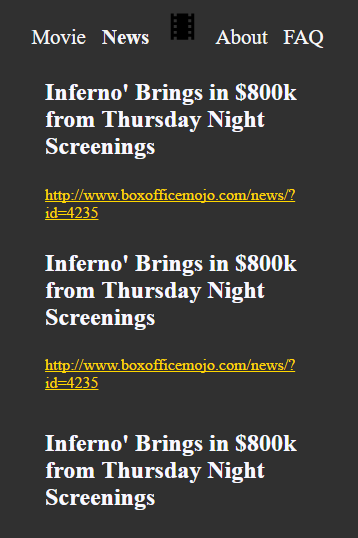 Movie News About FAQ
Inferno' Brings in $800k
from Thursday Night
Screenings
http://www.boxofficemojo.com/news/?
id=4235
Inferno' Brings in $800k
from Thursday Night
Screenings
http://www.boxofficemojo.com/news/?
id=4235
Inferno' Brings in $800k
from Thursday Night
Screenings